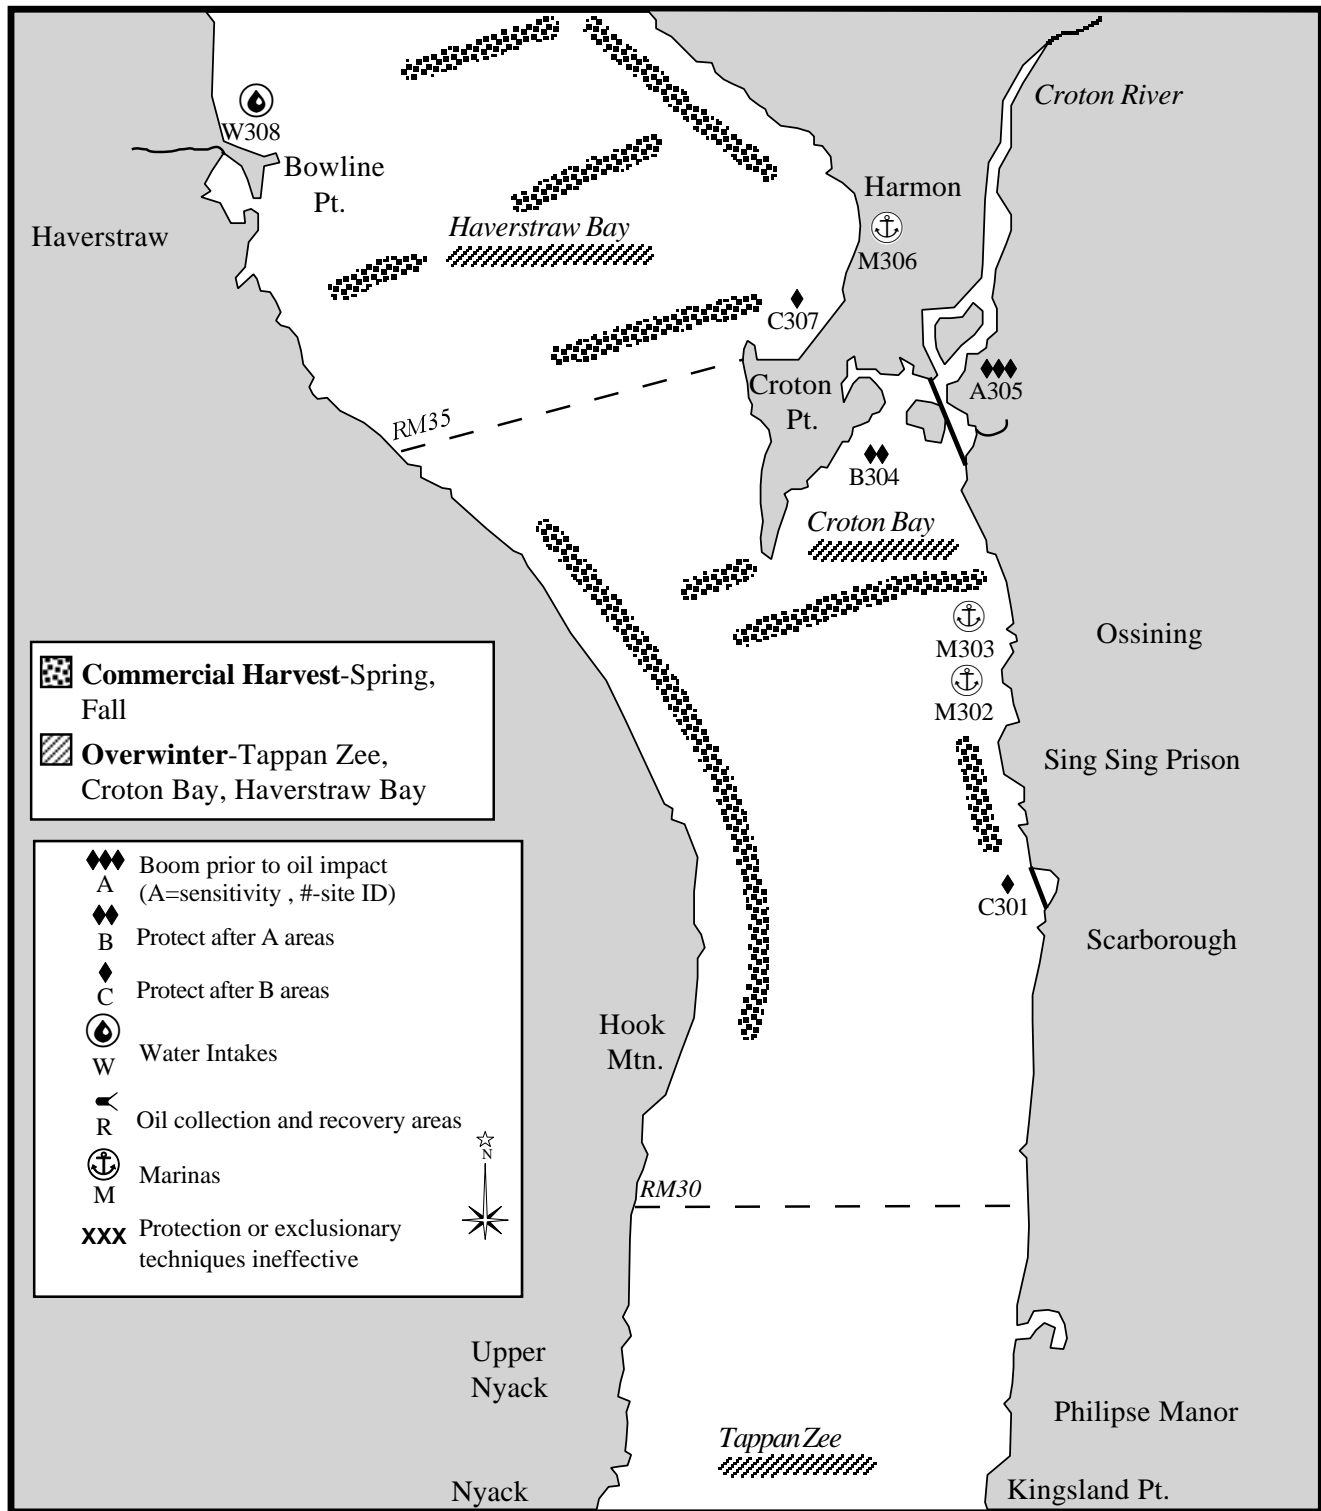 Croton River
W308
Bowline
Pt.
Harmon
Haverstraw
Haverstraw Bay
M306
C307
Croton
Pt.
A305
RM35
B304
Croton Bay
M303
Ossining
M302
Sing Sing Prison
C301
Scarborough
Commercial Harvest-Spring,
Fall
Overwinter-Tappan Zee,
Croton Bay, Haverstraw Bay
A
Boom prior to oil impact
(A=sensitivity , #-site ID)
B
Protect after A areas
C
Protect after B areas
W
Water Intakes
R
Oil collection and recovery areas
M
Marinas
XXX
Protection or exclusionary
techniques ineffective
N
Hook
Mtn.
RM30
Upper
Nyack
Philipse Manor
Tappan Zee
Nyack
Kingsland Pt.